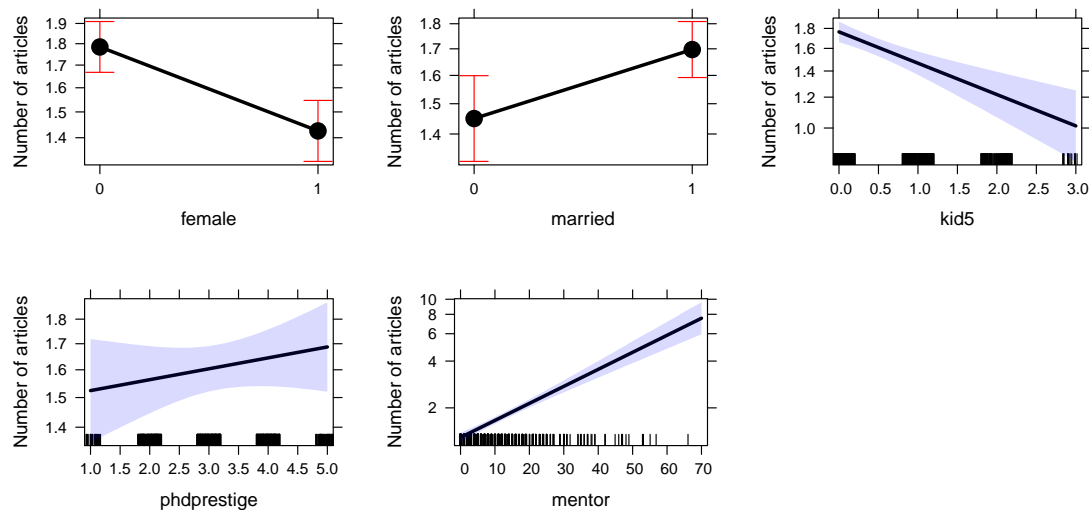 Number of articles
1.9
1.8
1.7
1.6
1.5
1.4
0 1
female
Number of articles
1.8
1.7
1.6
1.5
1.4
0 1
married
Number of articles
1.8
1.6
1.4
1.2
1.0
0.0 0.5 1.0 1.5 2.0 2.5 3.0
kid5
Number of articles
1.8
1.7
1.6
1.5
1.4
1.0 1.5 2.0 2.5 3.0 3.5 4.0 4.5 5.0
phdprestige
Number of articles
10
8
6
4
2
0 10 20 30 40 50 60 70
mentor